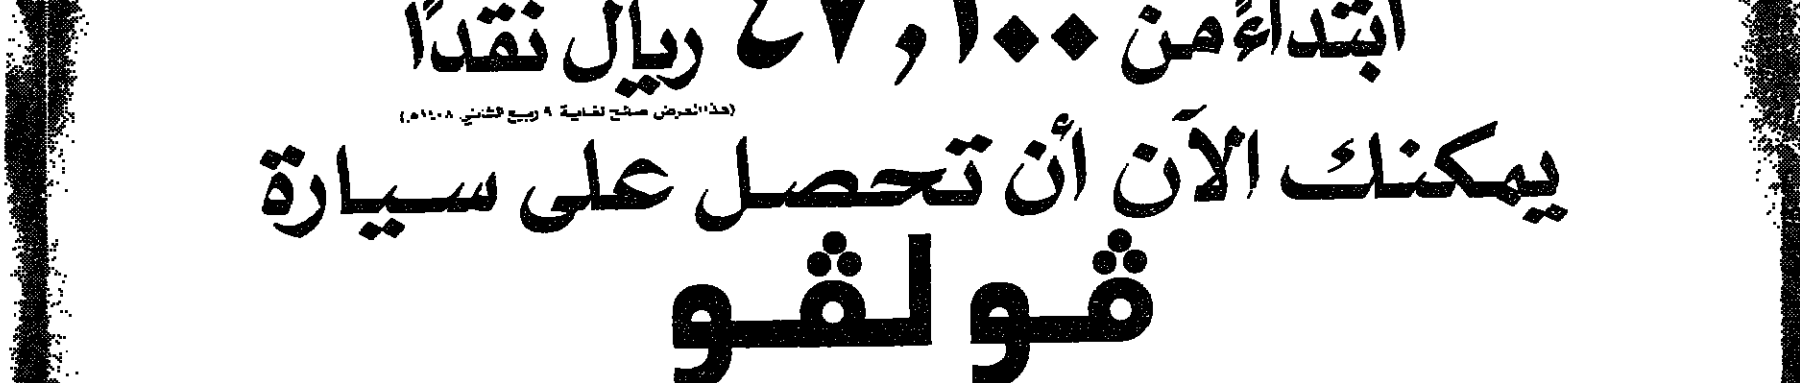 ابتداءً من ٤٧,١٠٠ ريال نقدًا
(هذا العرض صالح لغاية ٩ ربيع الثاني ١٤٠٨هـ)
يمكنك الآن أن تحصل على سيارة
ڤولڤو